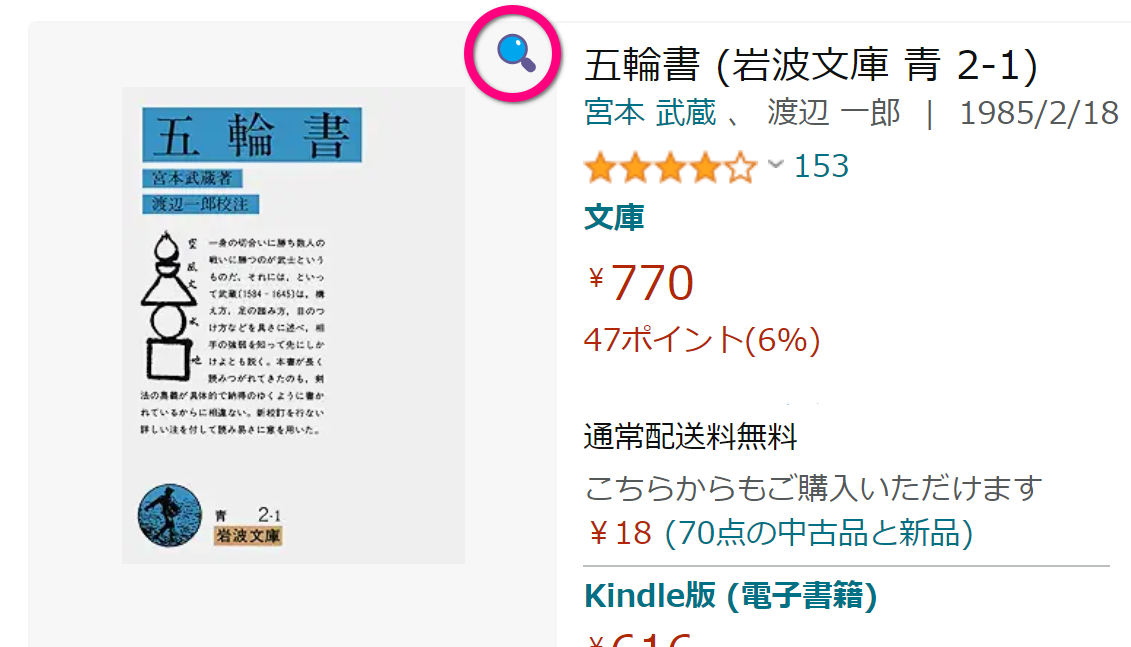 五輪書
宮本武蔵著
渡辺一郎校注
空
風
火
水
地
一身の切合いに勝ち数人の
戦いに勝つのが武士という
ものだ。それには、といっ
て武蔵(1584-1645)は、構
え方、足の踏み方、目のつ
け方などを具さに述べ、相
手の強弱を知って先にしか
けよとも説く。本書が長く
読みつがれてきたのも、剣
法の奥義が具体的で納得のゆくように書か
れているからに相違ない。新校訂を行ない
詳しい注を付して読み易さに意を用いた。
青 2-1
岩波文庫
五輪書 (岩波文庫 青 2-1)
宮本 武蔵 、 渡辺 一郎 | 1985/2/18
153
文庫
¥770
47ポイント(6%)
通常配送料無料
こちらからもご購入いただけます
¥18 (70点の中古品と新品)
Kindle版 (電子書籍)